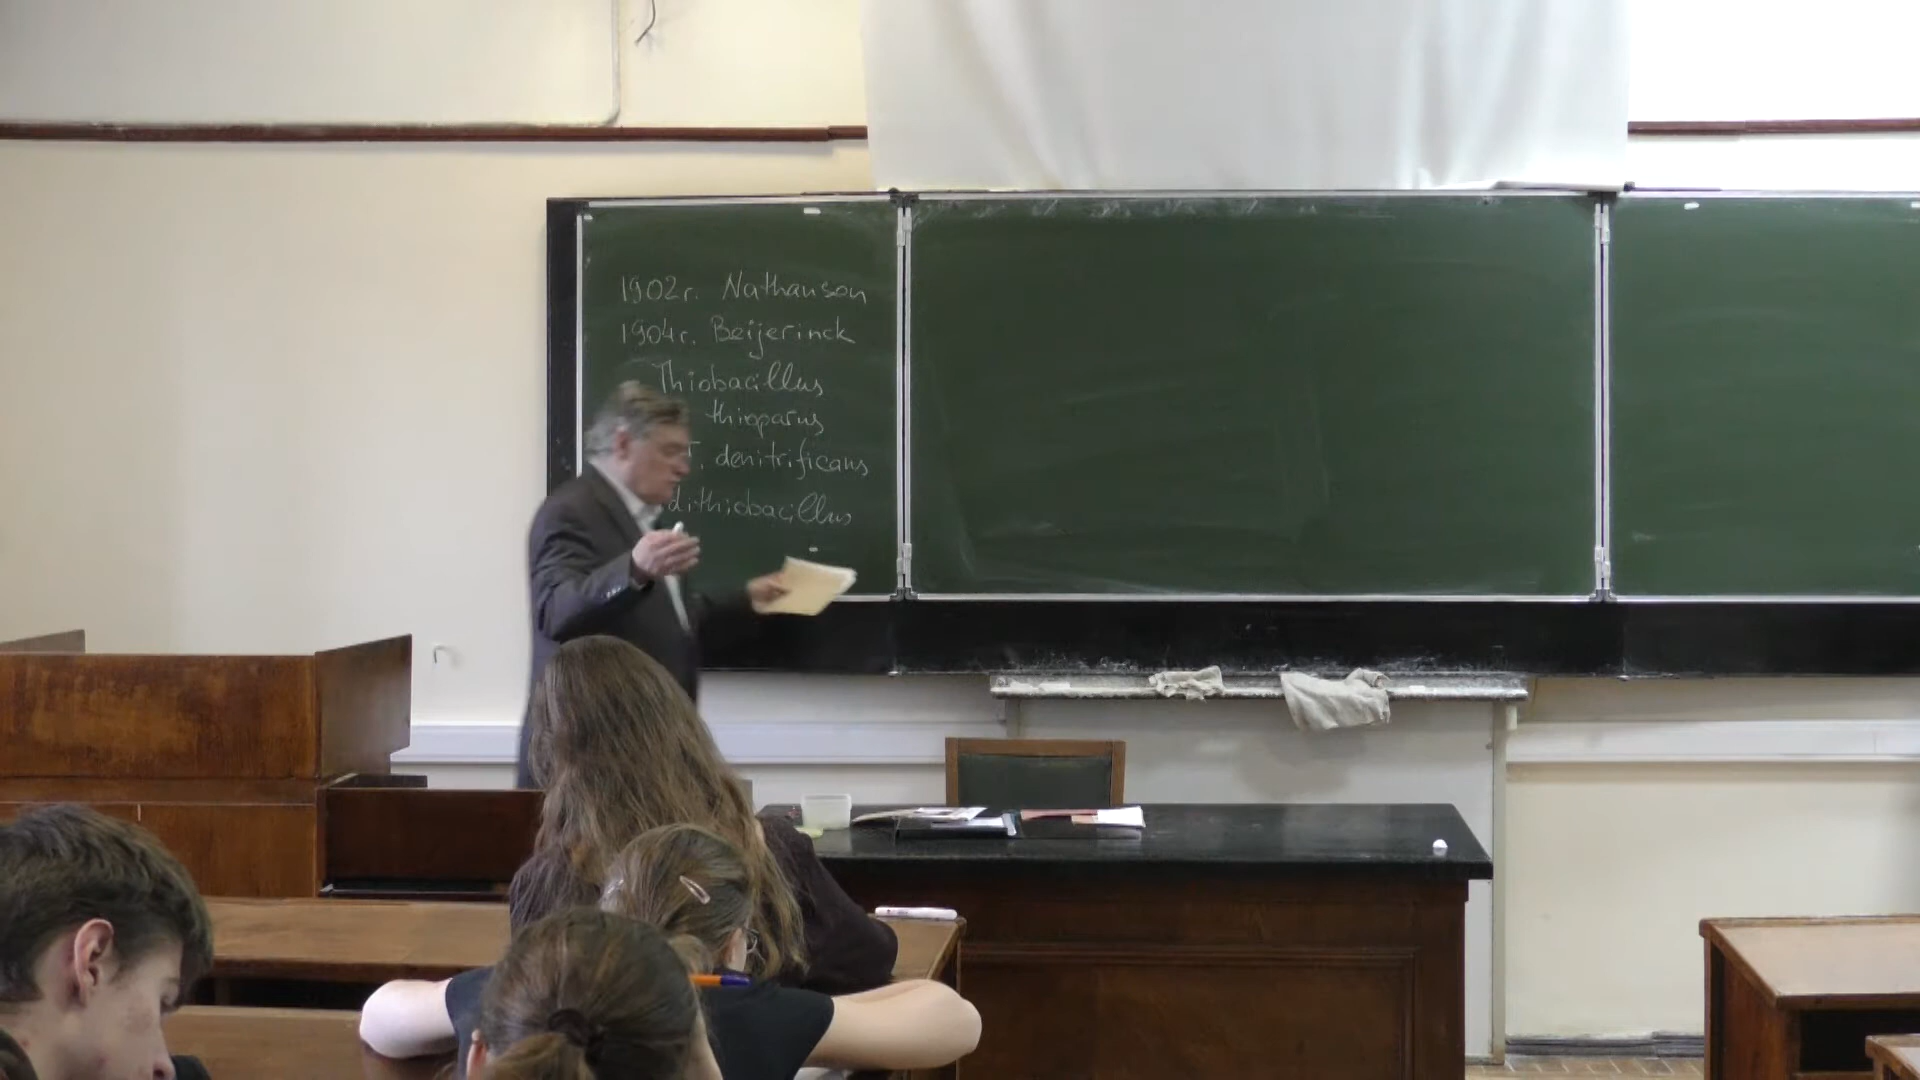 1902г. Nathanson
1904г. Beijerinck
Thiobacillus
thioparus
T. denitrificans
dithiobacillus